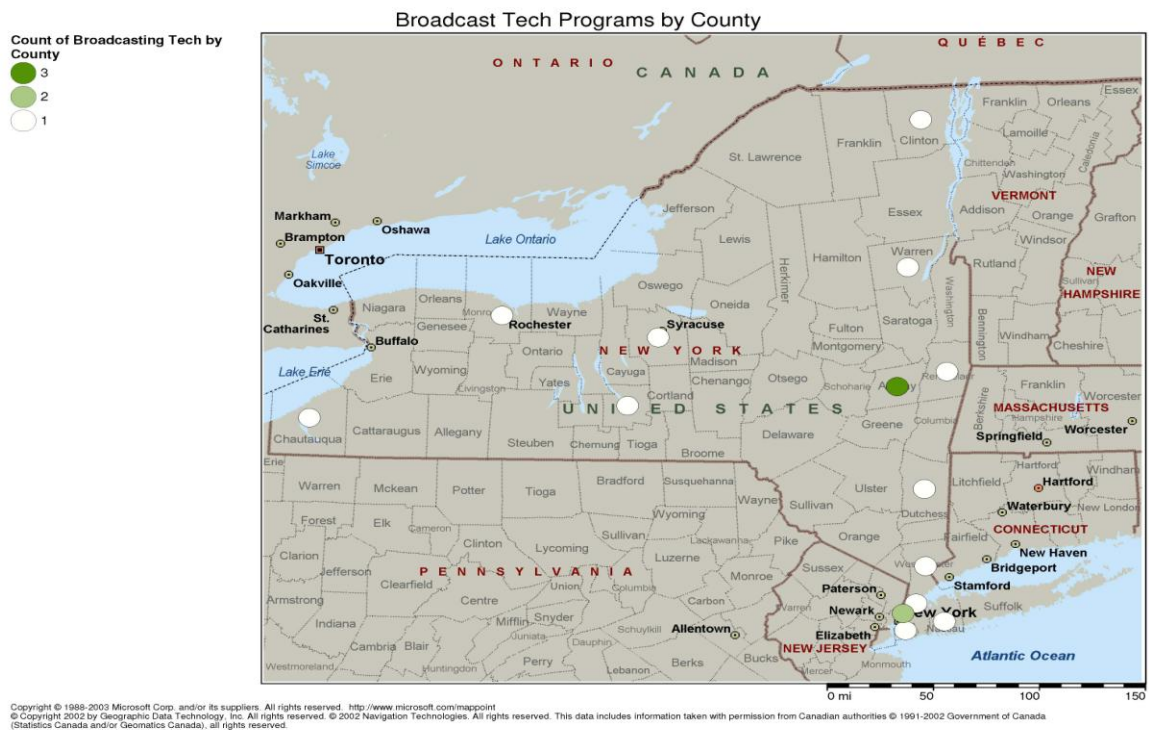 Broadcast Tech Programs by County
Count of Broadcasting Tech by
County
3
2
1
QUÉBEC
ONTARIO
CANADA
Essex
Franklin
Orleans
Clinton
Franklin
Lamoille
Caledonia
St. Lawrence
Lake
Simcoe
Chittenden
Washington
VERMONT
Jefferson
Essex
Addison
Orange
Grafton
Markham
Oshawa
Brampton
Lake Ontario
Lewis
Windsor
Toronto
Hamilton
Warren
Rutland
NEW
HAMPSHIRE
Sullivan
Herkimer
Washington
Oakville
Oswego
Niagara
Orleans
Oneida
St.
Catharines
Wayne
Rochester
Syracuse
Saratoga
Bennington
Genesee
Fulton
Windham
Buffalo
Montgomery
Cheshire
Ontario
NEW YORK
Lake Erie
Erie
Wyoming
Cayuga
Madison
Livingston
Yates
Chenango
Otsego
Schoharie
Franklin
Worcester
Cortland
Berkshire
UNITED STATES
MASSACHUSETTS
Hampshire
Greene
Columbia
Worcester
Chautauqua
Cattaraugus
Allegany
Steuben
Chemung
Tioga
Delaware
Springfield
Broome
Erie
Hartford
Windham
Warren
Mckean
Potter
Tioga
Bradford
Susquehanna
Ulster
Litchfield
Hartford
Wayne
Sullivan
Wyoming
Dutchess
Waterbury
New London
Forest
Elk
Cameron
Sullivan
Lackawanna
Pike
Orange
Fairfield
CONNECTICUT
Clinton
Lycoming
Luzerne
New Haven
Clarion
Sussex
Bridgeport
Jefferson
PENNSYLVANIA
Monroe
Stamford
Clearfield
Union
Columbia
Paterson
Armstrong
Centre
Carbon
Warren
Suffolk
Snyder
Newark
Indiana
Mifflin
Schuylkill
Allentown
Elizabeth
Juniata
Cambria
Blair
Dauphin
NEW JERSEY
Atlantic Ocean
Westmoreland
Huntingdon
Perry
Lebanon
Berks
Bucks
Mercer
Monmouth
0 mi
50
100
150
Copyright © 1988-2003 Microsoft Corp. and/or its suppliers. All rights reserved. http://www.microsoft.com/mappoint
© Copyright 2002 by Geographic Data Technology, Inc. All rights reserved. © 2002 Navigation Technologies. All rights reserved. This data includes information taken with permission from Canadian authorities © 1991-2002 Government of Canada
(Statistics Canada and/or Geomatics Canada), all rights reserved.